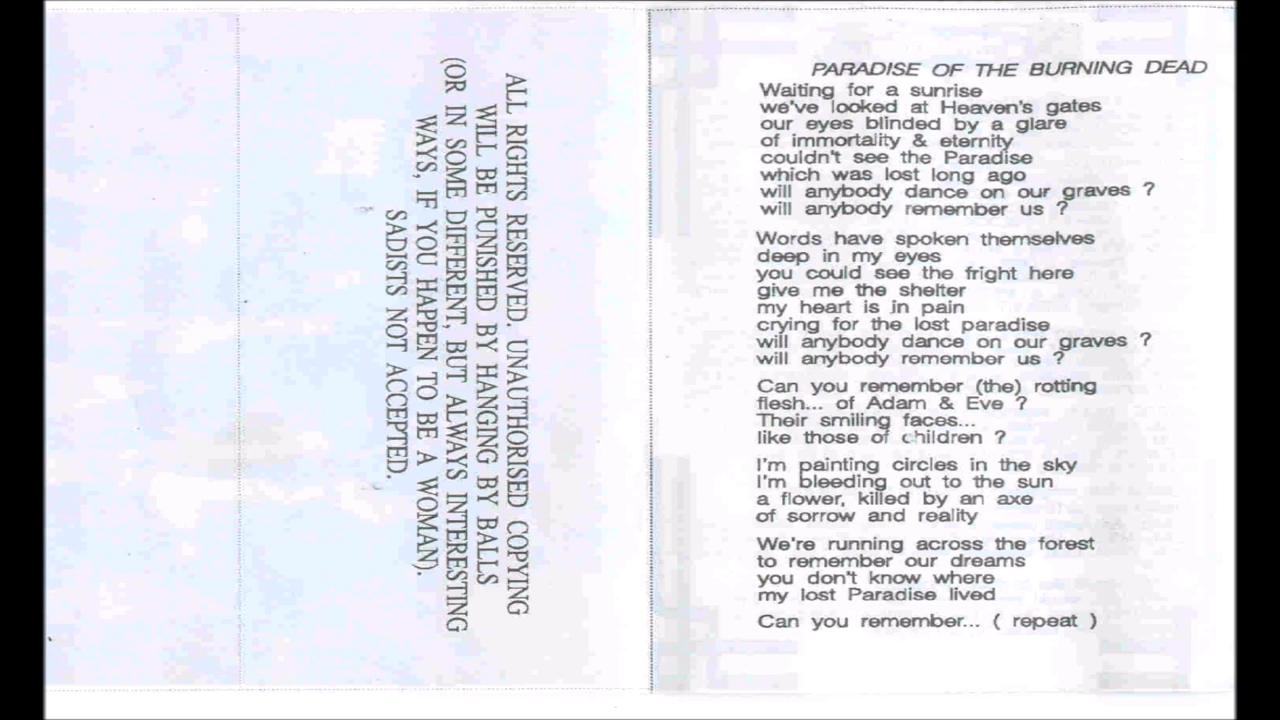 ALL RIGHTS RESERVED. UNAUTHORISED COPYING
WILL BE PUNISHED BY HANGING BY BALLS
(OR IN SOME DIFFERENT, BUT ALWAYS INTERESTING
WAYS, IF YOU HAPPEN TO BE A WOMAN).
SADISTS NOT ACCEPTED.
PARADISE OF THE BURNING DEAD
Waiting for a sunrise
we've looked at Heaven's gates
our eyes blinded by a glare
of immortality & eternity
couldn't see the Paradise
which was lost long ago
will anybody dance on our graves ?
will anybody remember us ?
Words have spoken themselves
deep in my eyes
you could see the fright here
give me the shelter
my heart is in pain
crying for the lost paradise
will anybody dance on our graves ?
will anybody remember us ?
Can you remember (the) rotting
flesh... of Adam & Eve ?
Their smiling faces...
like those of children ?
I'm painting circles in the sky
I'm bleeding out to the sun
a flower, killed by an axe
of sorrow and reality
We're running across the forest
to remember our dreams
you don't know where
my lost Paradise lived
Can you remember... ( repeat )